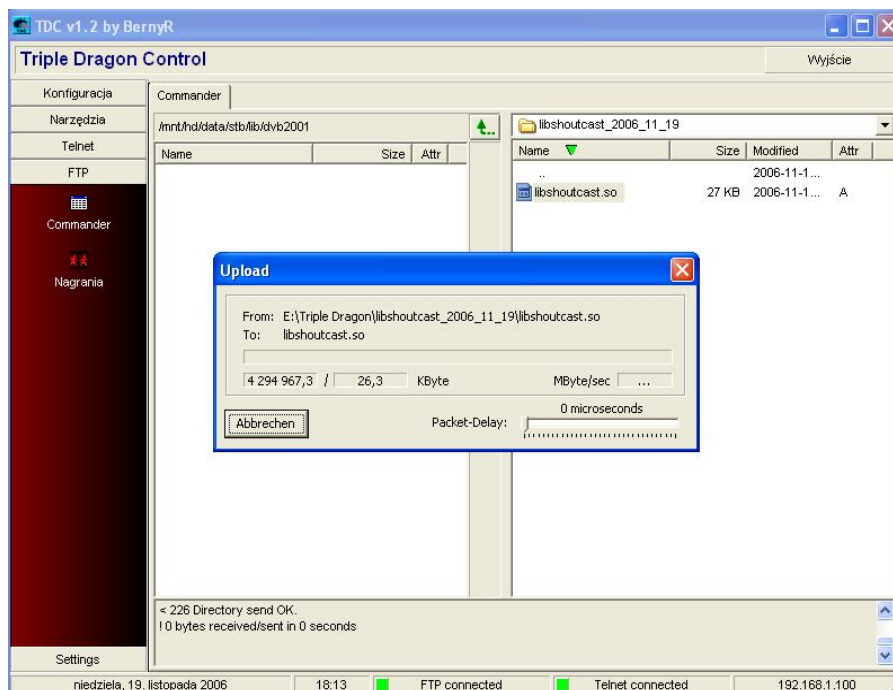 TDC v1.2 by BernyR
Triple Dragon Control
Wyjście
Konfiguracja
Narzędzia
Telnet
FTP
Commander
Nagrania
Settings
Commander
/mnt/hd/data/stb/lib/dvb2001
Name Size Attr
libshoutcast_2006_11_19
Name Size Modified Attr
.. 2006-11-1...
libshoutcast.so 27 KB 2006-11-1... A
Upload
From: E:\Triple Dragon\libshoutcast_2006_11_19\libshoutcast.so
To: libshoutcast.so
4 294 967,3 / 26,3 KByte MByte/sec ...
0 microseconds
Abbrechen Packet-Delay:
< 226 Directory send OK.
! 0 bytes received/sent in 0 seconds
niedziela, 19. listopada 2006 18:13 FTP connected Telnet connected 192.168.1.100